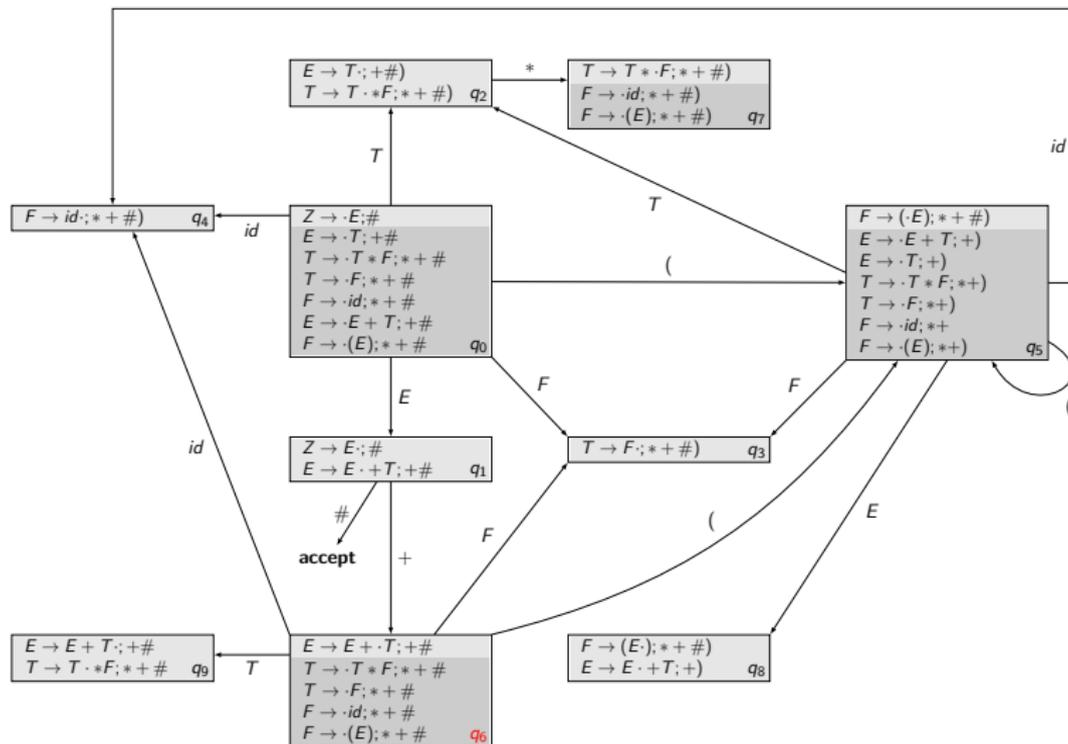 E → T·; +#)
T → T · *F; * + #) q2
*
T → T * ·F; * + #)
F → ·id; * + #)
F → ·(E); * + #) q7
id
T
T
F → id·; * + #) q4
id
Z → ·E; #
E → ·T; +#
T → ·T * F; * + #
T → ·F; * + #
F → ·id; * + #
E → ·E + T; +#
F → ·(E); * + # q0
(
F → (·E); * + #)
E → ·E + T; +)
E → ·T; +)
T → ·T * F; *+)
T → ·F; *+)
F → ·id; *+
F → ·(E); *+) q5
(
E
F
F
id
Z → E·; #
E → E · +T; +# q1
T → F·; * + #) q3
#
accept
+
F
(
E
E → E + T·; +#
T → T · *F; * + # q9
T
E → E + ·T; +#
T → ·T * F; * + #
T → ·F; * + #
F → ·id; * + #
F → ·(E); * + # q6
F → (E·); * + #)
E → E · +T; +) q8